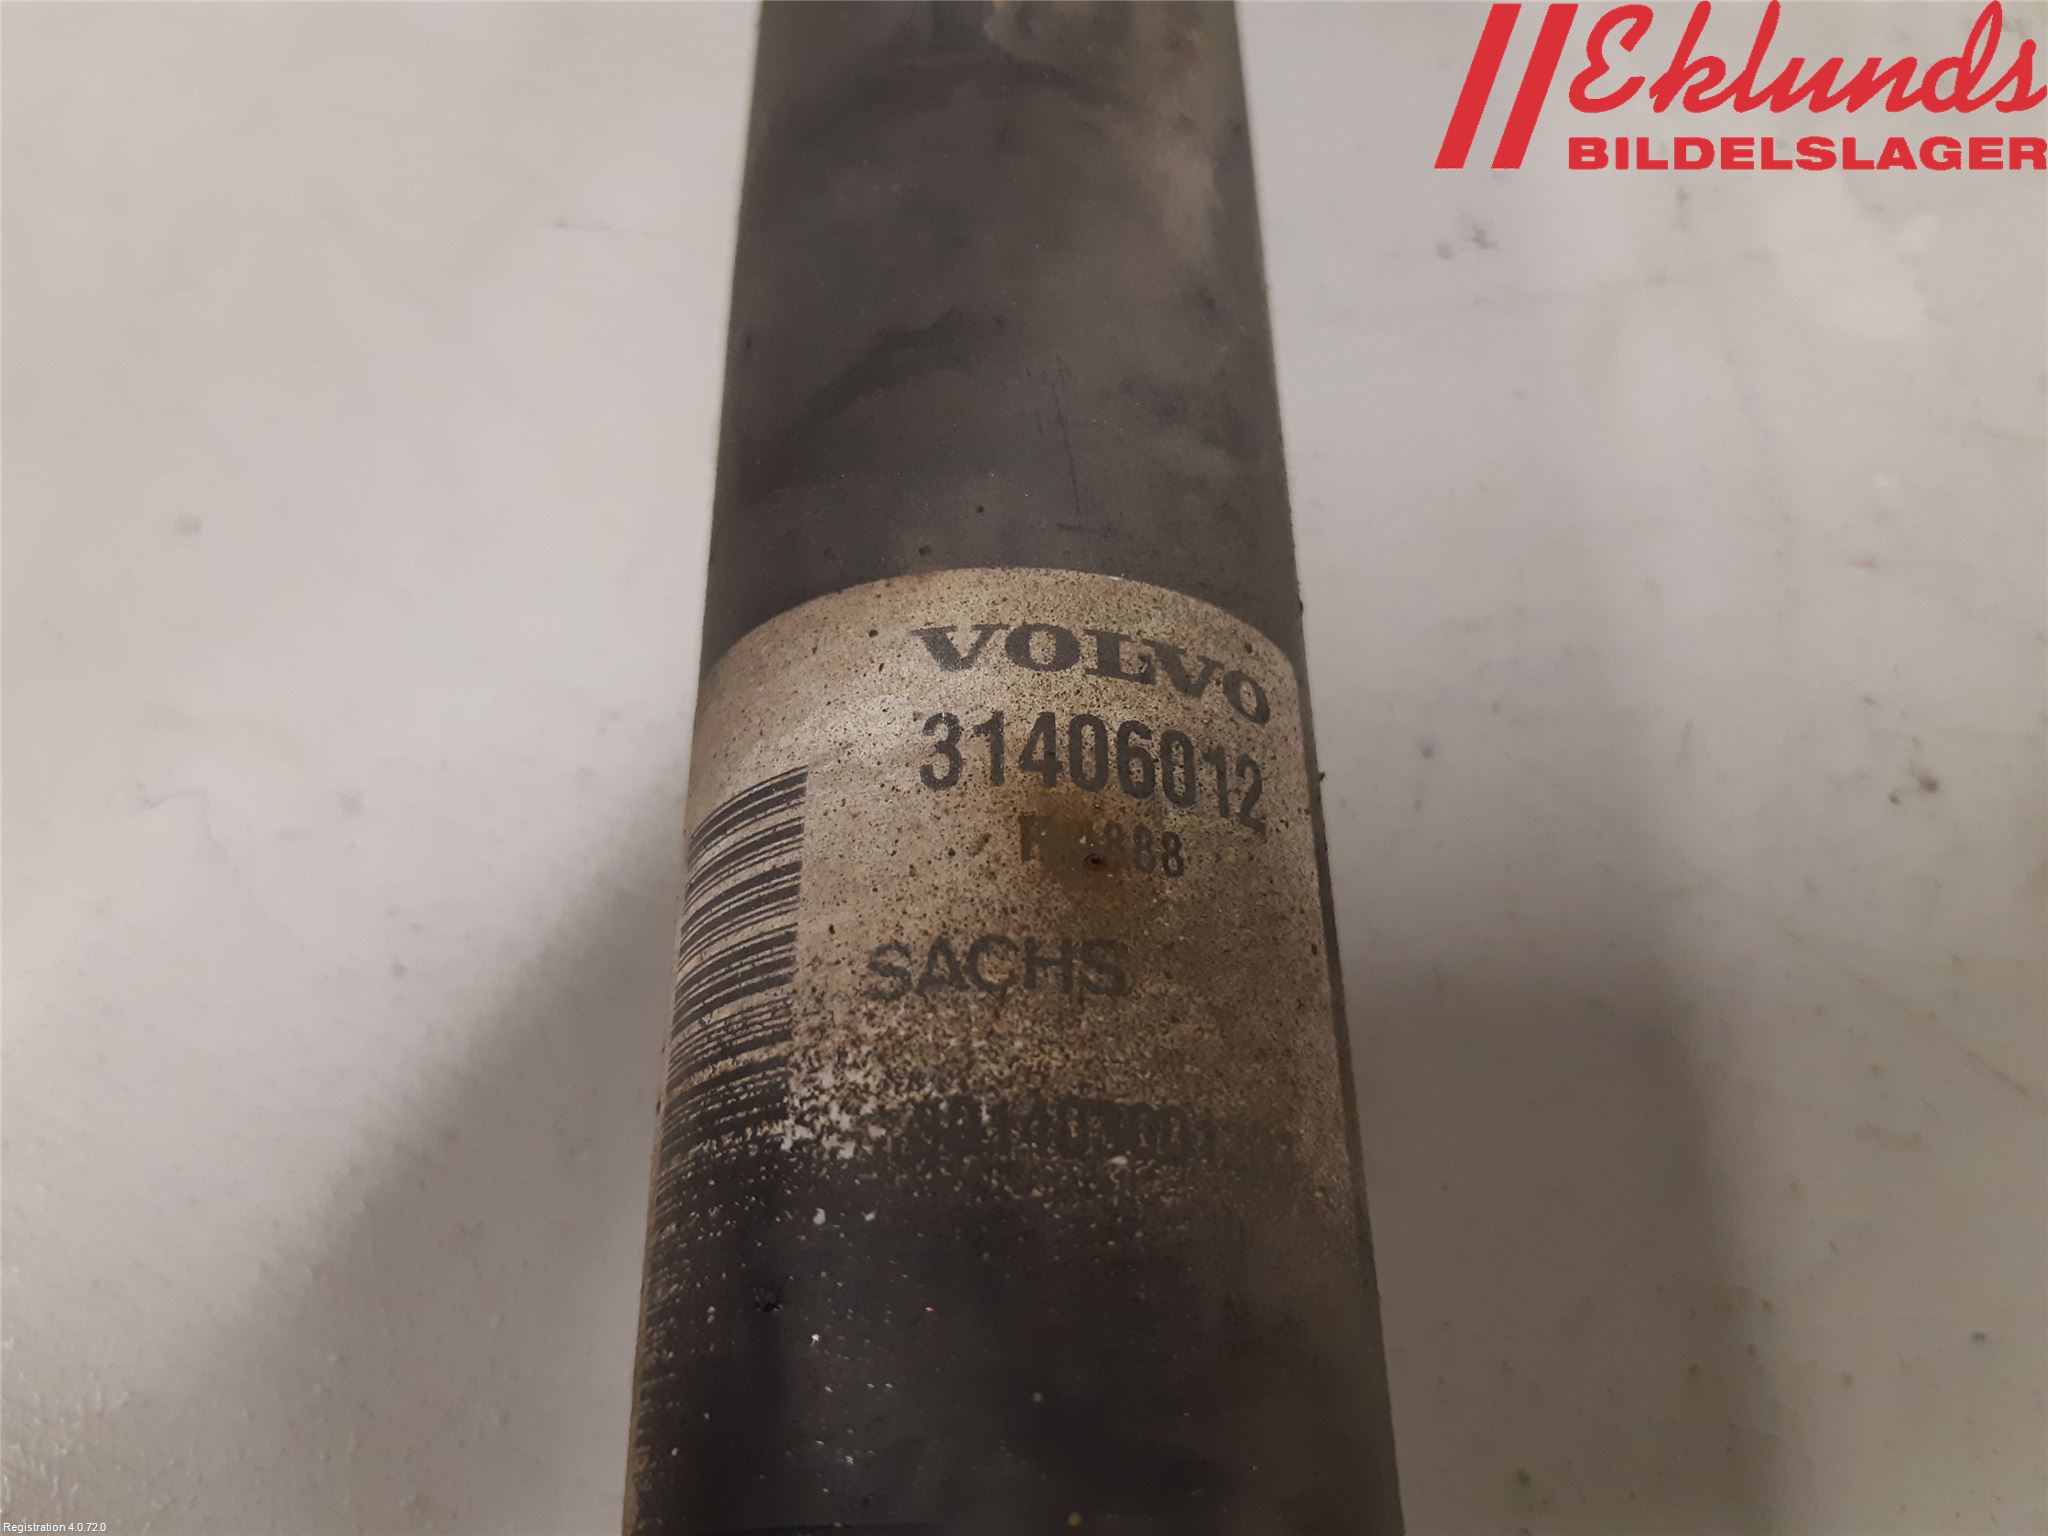 Eklunds
BILDELSLAGER
VOLVO
31406012
SACHS
Registration 4.0.72.0